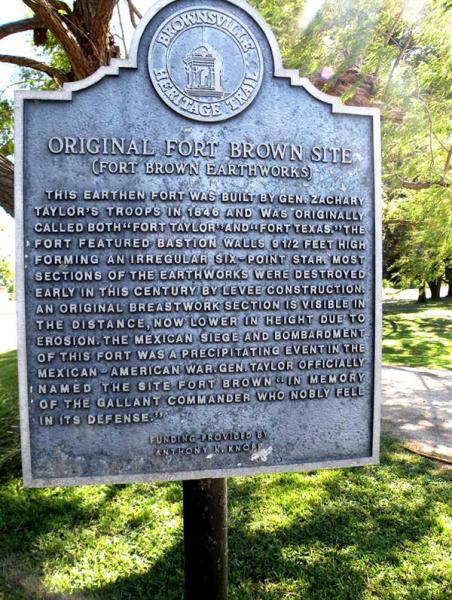 BROWNSVILLE
HERITAGE TRAIL
ORIGINAL FORT BROWN SITE
(FORT BROWN EARTHWORKS)
THIS EARTHEN FORT WAS BUILT BY GEN. ZACHARY
TAYLOR'S TROOPS IN 1846 AND WAS ORIGINALLY
CALLED BOTH "FORT TAYLOR" AND "FORT TEXAS." THE
FORT FEATURED BASTION WALLS 9 1/2 FEET HIGH
FORMING AN IRREGULAR SIX-POINT STAR. MOST
SECTIONS OF THE EARTHWORKS WERE DESTROYED
EARLY IN THIS CENTURY BY LEVEE CONSTRUCTION.
AN ORIGINAL BREASTWORK SECTION IS VISIBLE IN
THE DISTANCE, NOW LOWER IN HEIGHT DUE TO
EROSION. THE MEXICAN SIEGE AND BOMBARDMENT
OF THIS FORT WAS A PRECIPITATING EVENT IN THE
MEXICAN-AMERICAN WAR. GEN. TAYLOR OFFICIALLY
NAMED THE SITE FORT BROWN "IN MEMORY
OF THE GALLANT COMMANDER WHO NOBLY FELL
IN ITS DEFENSE."
FUNDING PROVIDED BY
ANTHONY K. KNOPP